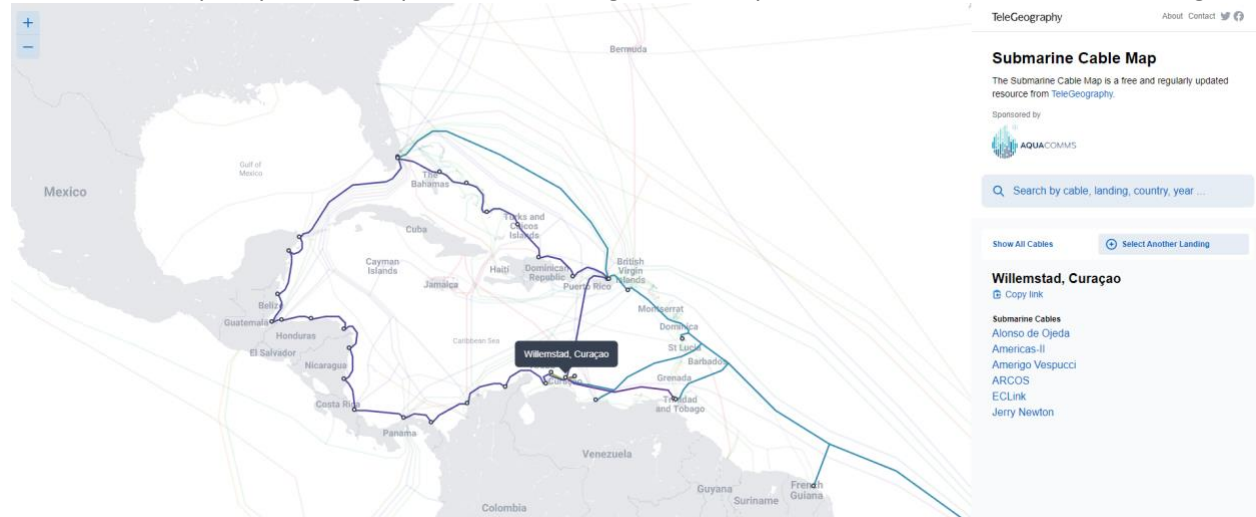 +
−
Bermuda
Gulf of
Mexico
Mexico
The
Bahamas
Cuba
Turks and
Caicos
Islands
Cayman
Islands
Haiti
Dominican
Republic
Puerto Rico
British
Virgin
Islands
Jamaica
Belize
Guatemala
Montserrat
Dominica
Honduras
El Salvador
Caribbean Sea
St Lucia
Barbados
Willemstad, Curaçao
Nicaragua
Curaçao
Grenada
Costa Rica
Trinidad
and Tobago
Panama
Venezuela
Guyana
French
Guiana
Suriname
Colombia
TeleGeography
About Contact
Submarine Cable Map
The Submarine Cable Map is a free and regularly updated
resource from TeleGeography.
Sponsored by
AQUACOMMS
Search by cable, landing, country, year ...
Show All Cables
Select Another Landing
Willemstad, Curaçao
Copy link
Submarine Cables
Alonso de Ojeda
Americas-II
Amerigo Vespucci
ARCOS
ECLink
Jerry Newton